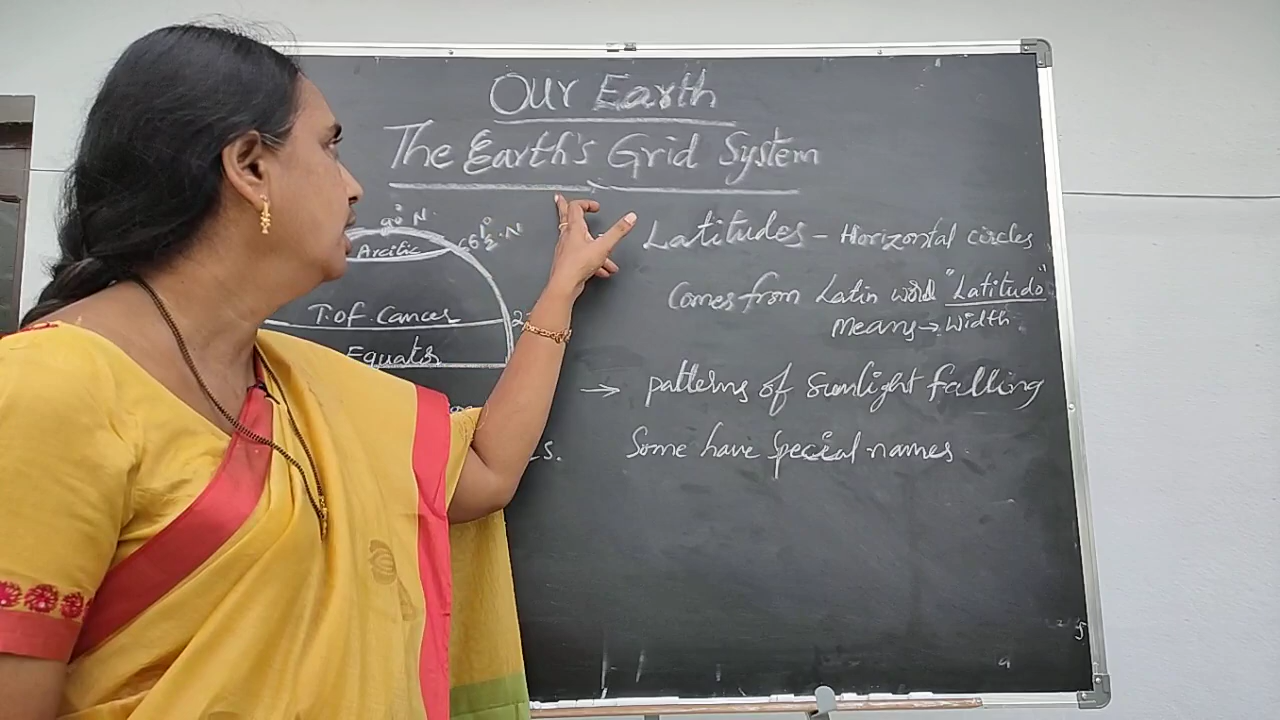 Our Earth
The Earth's Grid System
90° N.
66½°.N
Arcitic
Latitudes - Horizontal circles
Comes from Latin word "Latitudo"
means → Width
T.of. Cancer
Equator
→ patterns of sunlight falling
Some have special names